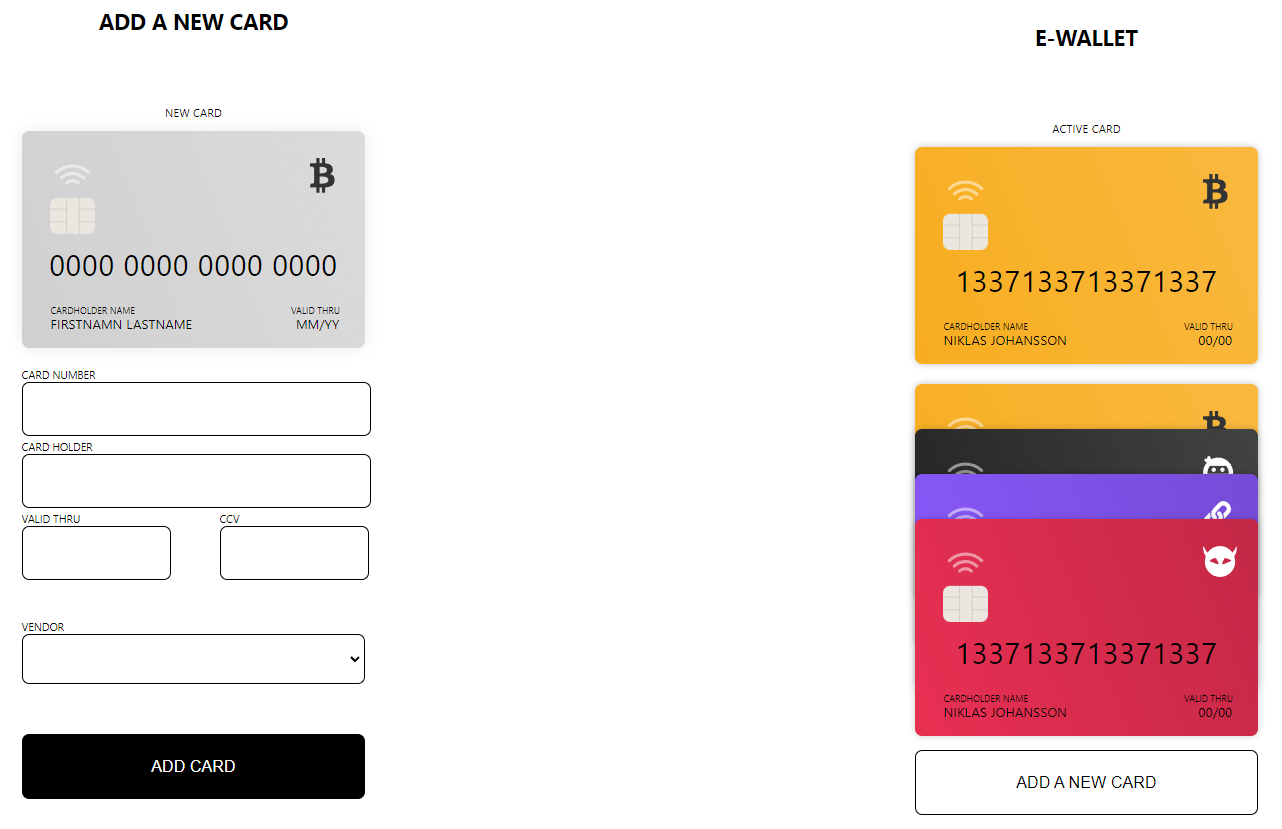 ADD A NEW CARD
NEW CARD
0000 0000 0000 0000
CARDHOLDER NAME
VALID THRU
FIRSTNAMN LASTNAME
MM/YY
CARD NUMBER
CARD HOLDER
VALID THRU
CCV
VENDOR
ADD CARD
E-WALLET
ACTIVE CARD
1337133713371337
CARDHOLDER NAME
VALID THRU
NIKLAS JOHANSSON
00/00
1337133713371337
CARDHOLDER NAME
VALID THRU
NIKLAS JOHANSSON
00/00
ADD A NEW CARD